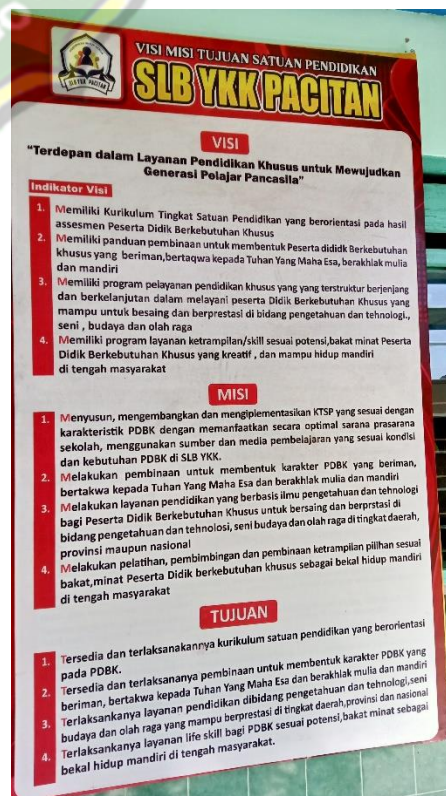 VISI MISI TUJUAN SATUAN PENDIDIKAN
SLB YKK PACITAN
SLB YKK PACITAN
VISI
"Terdepan dalam Layanan Pendidikan Khusus untuk Mewujudkan
Generasi Pelajar Pancasila"
Indikator Visi
1. Memiliki Kurikulum Tingkat Satuan Pendidikan yang berorientasi pada hasil
assesmen Peserta Didik Berkebutuhan Khusus
2. Memiliki panduan pembinaan untuk membentuk Peserta dididk Berkebutuhan
khusus yang beriman,bertaqwa kepada Tuhan Yang Maha Esa, berakhlak mulia
dan mandiri
3. Memiliki program pelayanan pendidikan khusus yang yang terstruktur berjenjang
dan berkelanjutan dalam melayani peserta Didik Berkebutuhan Khusus yang
mampu untuk besaing dan berprestasi di bidang pengetahuan dan tehnologi.,
seni , budaya dan olah raga
4. Memiliki program layanan ketrampilan/skill sesuai potensi,bakat minat Peserta
Didik Berkebutuhan Khusus yang kreatif , dan mampu hidup mandiri
di tengah masyarakat
MISI
1. Menyusun, mengembangkan dan mengiplementasikan KTSP yang sesuai dengan
karakteristik PDBK dengan memanfaatkan secara optimal sarana prasarana
sekolah, menggunakan sumber dan media pembelajaran yang sesuai kondisi
dan kebutuhan PDBK di SLB YKK.
2. Melakukan pembinaan untuk membentuk karakter PDBK yang beriman,
bertakwa kepada Tuhan Yang Maha Esa dan berakhlak mulia dan mandiri
3. Melakukan layanan pendidikan yang berbasis ilmu pengetahuan dan tehnologi
bagi Peserta Didik Berkebutuhan Khusus untuk bersaing dan berprstasi di
bidang pengetahuan dan tehnolosi, seni budaya dan olah raga di tingkat daerah,
provinsi maupun nasional
4. Melakukan pelatihan, pembimbingan dan pembinaan ketrampilan pilihan sesuai
bakat,minat Peserta Didik berkebutuhan khusus sebagai bekal hidup mandiri
di tengah masyarakat
TUJUAN
1. Tersedia dan terlaksanakannya kurikulum satuan pendidikan yang berorientasi
pada PDBK.
2. Tersedia dan terlaksananya pembinaan untuk membentuk karakter PDBK yang
beriman, bertakwa kepada Tuhan Yang Maha Esa dan berakhlak mulia dan mandiri
3. Terlaksankanya layanan pendidikan dibidang pengetahuan dan tehnologi,seni
budaya dan olah raga yang mampu berprestasi di tingkat daerah,provinsi dan nasional
4. Terlaksankanya layanan life skill bagi PDBK sesuai potensi,bakat minat sebagai
bekal hidup mandiri di tengah masyarakat.